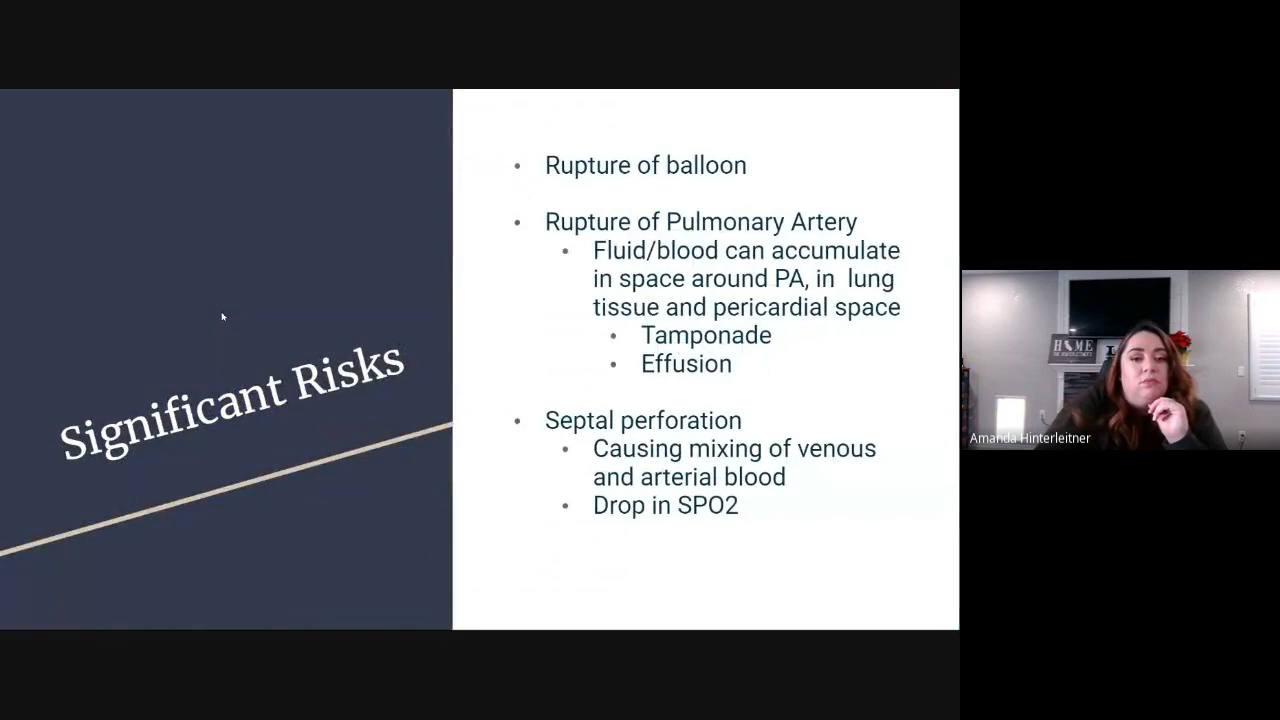 Significant Risks
• Rupture of balloon
• Rupture of Pulmonary Artery
• Fluid/blood can accumulate
in space around PA, in lung
tissue and pericardial space
• Tamponade
• Effusion
• Septal perforation
• Causing mixing of venous
and arterial blood
• Drop in SPO2
HOME
Amanda Hinterleitner